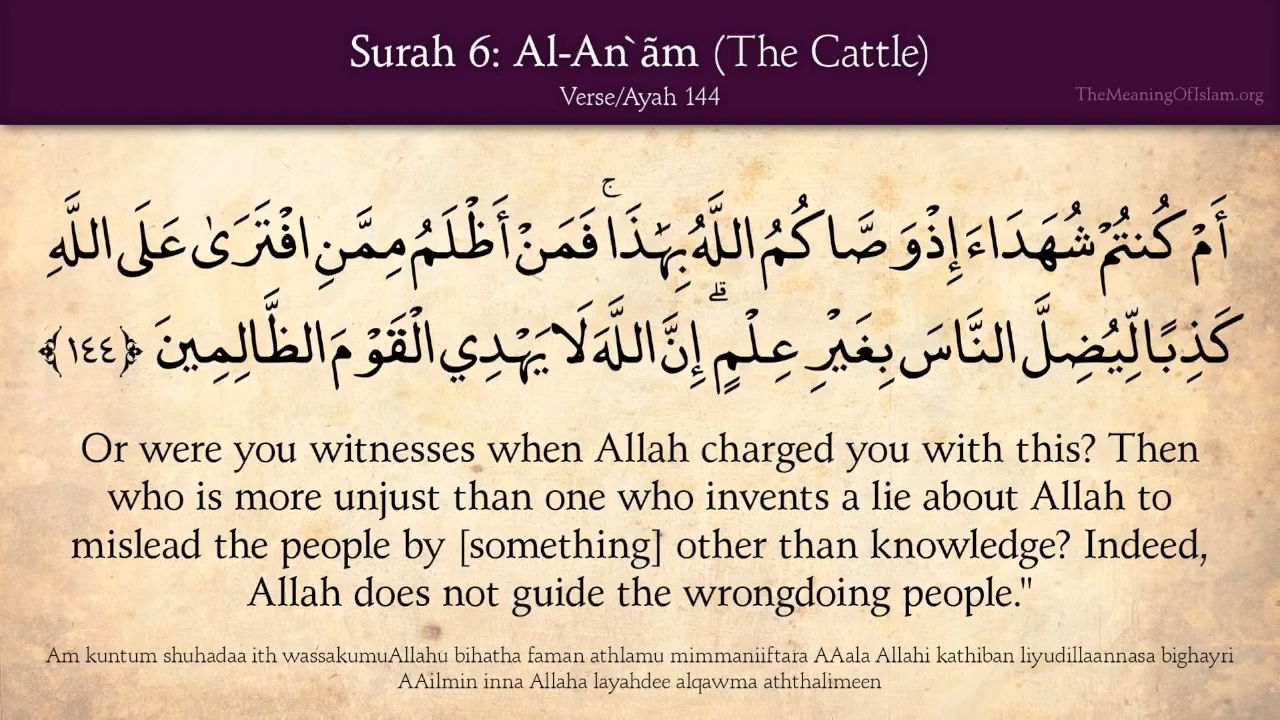 Surah 6: Al-An`ãm (The Cattle)
Verse/Ayah 144
TheMeaningOfIslam.org
أَمْ كُنتُمْ شُهَدَاءَ إِذْ وَصَّاكُمُ اللَّهُ بِهَٰذَا ۚ فَمَنْ أَظْلَمُ مِمَّنِ افْتَرَىٰ عَلَى اللَّهِ
كَذِبًا لِّيُضِلَّ النَّاسَ بِغَيْرِ عِلْمٍ ۗ إِنَّ اللَّهَ لَا يَهْدِي الْقَوْمَ الظَّالِمِينَ ﴿١٤٤﴾
Or were you witnesses when Allah charged you with this? Then
who is more unjust than one who invents a lie about Allah to
mislead the people by [something] other than knowledge? Indeed,
Allah does not guide the wrongdoing people."
Am kuntum shuhadaa ith wassakumuAllahu bihatha faman athlamu mimmaniiftara AAala Allahi kathiban liyudillaannasa bighayri
AAilmin inna Allaha layahdee alqawma aththalimeen